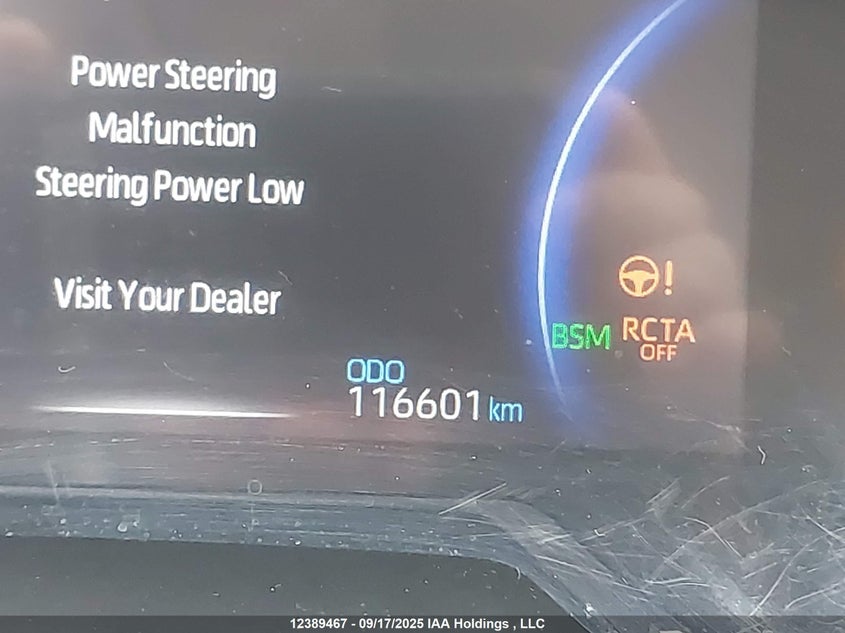 Power Steering
Malfunction
Steering Power Low
Visit Your Dealer
!
BSM RCTA
OFF
ODO
116601 km
12389467 - 09/17/2025 IAA Holdings , LLC